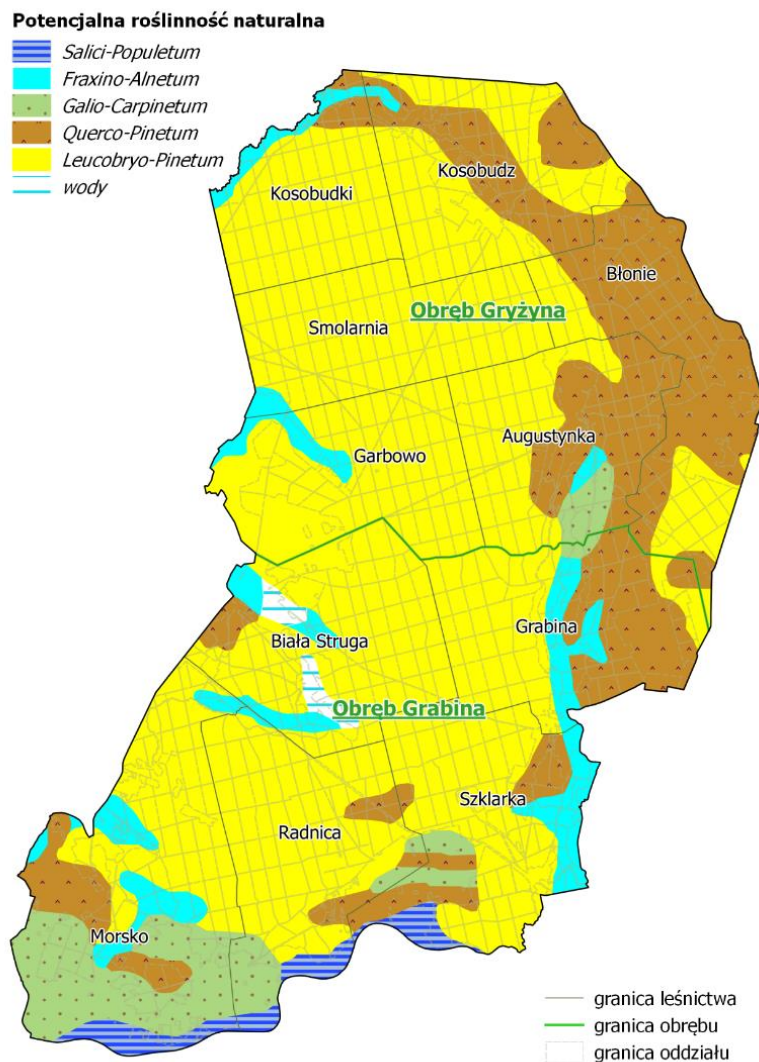 Potencjalna roślinność naturalna
Salici-Populetum
Fraxino-Alnetum
Galio-Carpinetum
Querco-Pinetum
Leucobryo-Pinetum
wody
Kosobudz
Kosobudki
Błonie
Obręb Gryżyna
Smolarnia
Augustynka
Garbowo
Grabina
Biała Struga
Obręb Grabina
Szklarka
Radnica
Morsko
granica leśnictwa
granica obrębu
granica oddziału